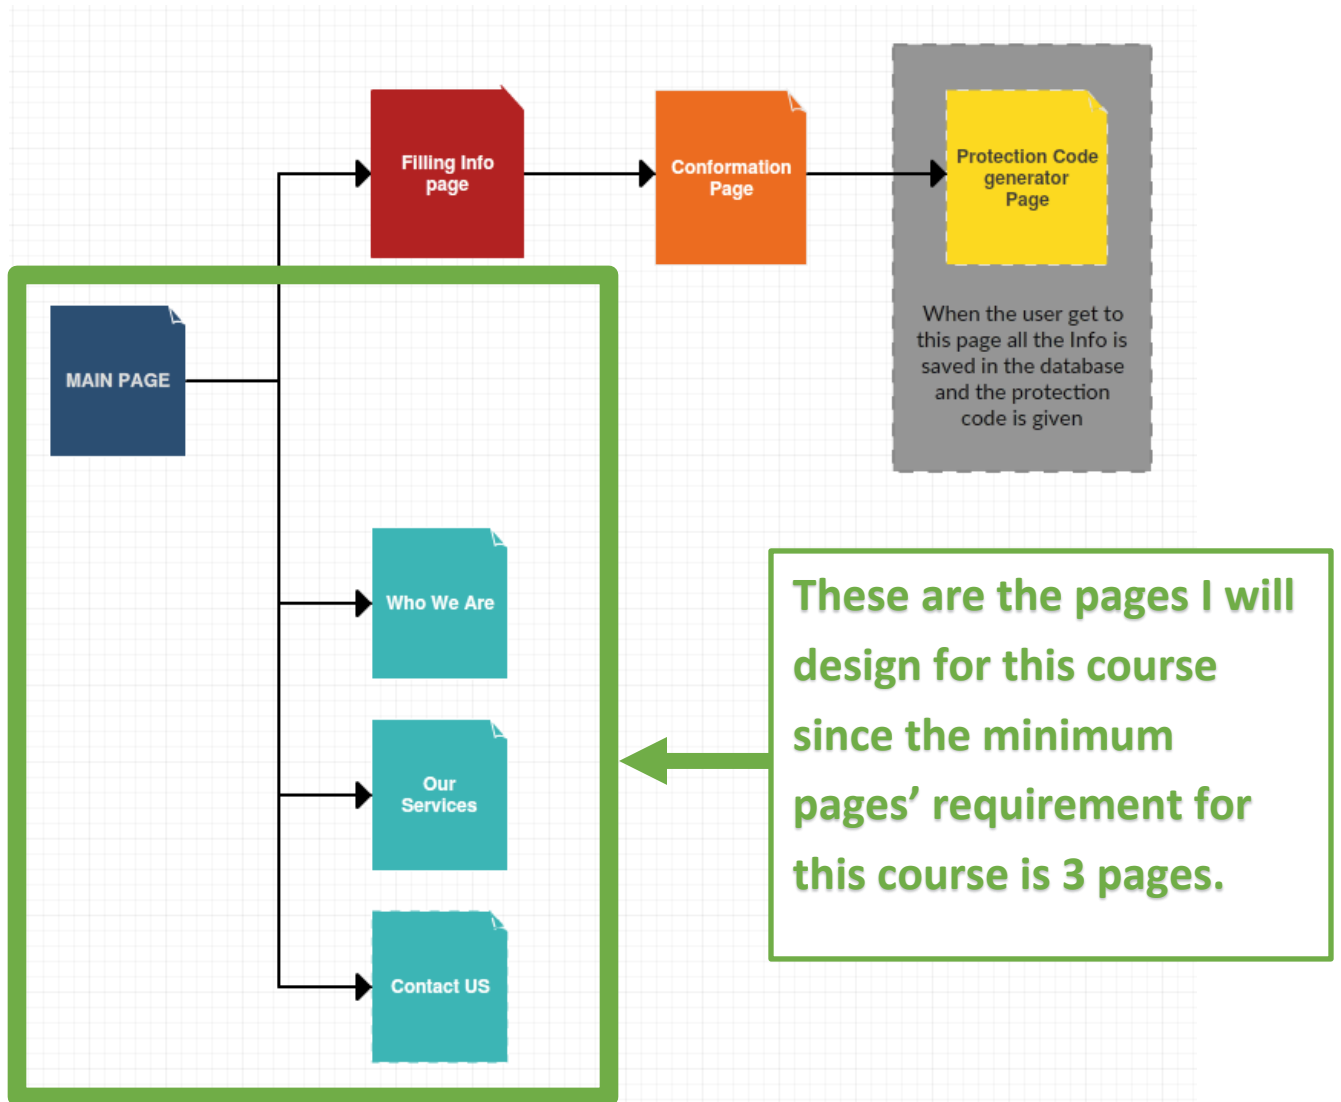 Filling Info
page
Conformation
Page
Protection Code
generator
Page
When the user get to
this page all the Info is
saved in the database
and the protection
code is given
MAIN PAGE
Who We Are
Our
Services
Contact US
These are the pages I will
design for this course
since the minimum
pages’ requirement for
this course is 3 pages.